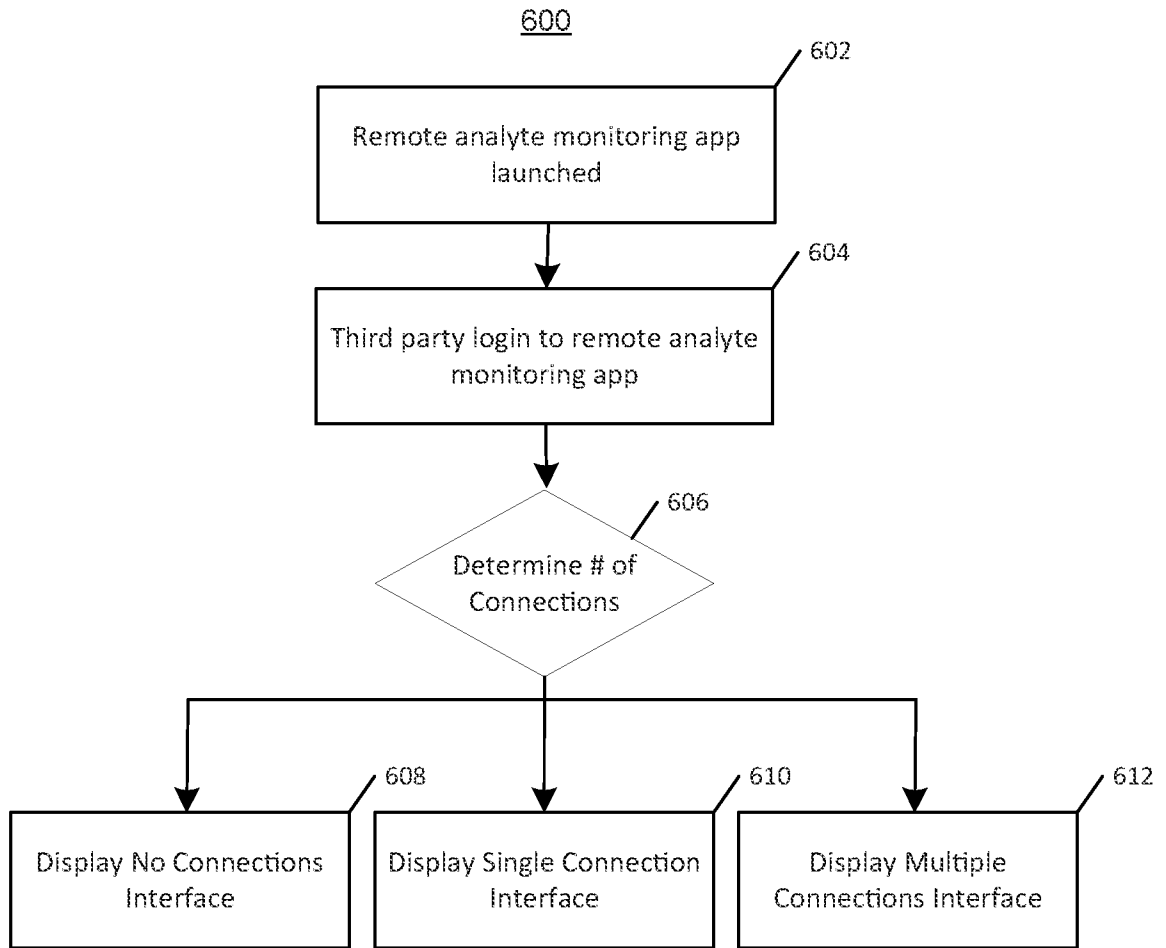 600
602
Remote analyte monitoring app
launched
604
Third party login to remote analyte
monitoring app
606
Determine # of
Connections
608
Display No Connections
Interface
610
Display Single Connection
Interface
612
Display Multiple
Connections Interface